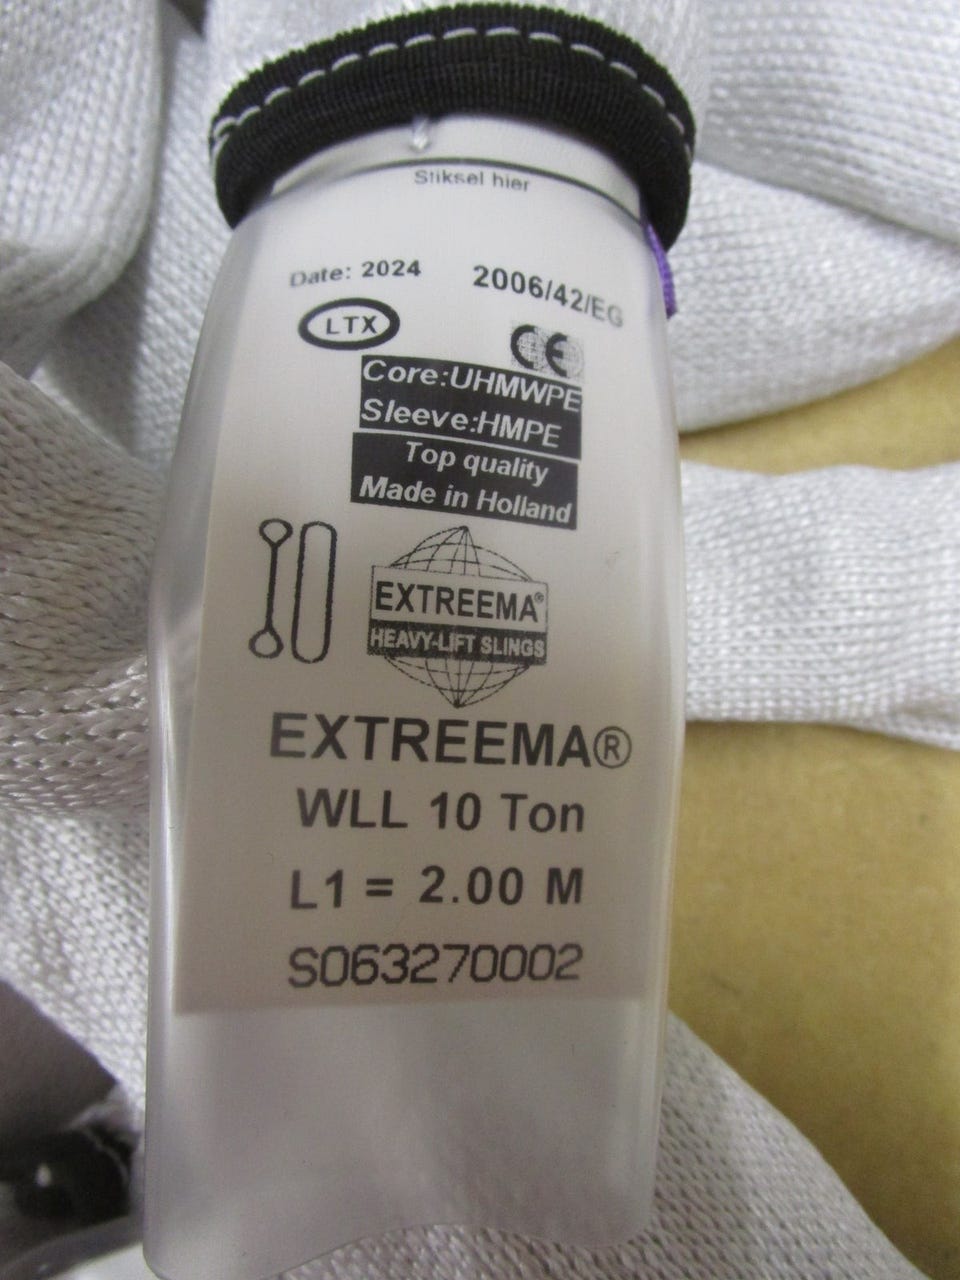 Stiksel hier
Date: 2024 2006/42/EG
LTX
CE
Core:UHMWPE
Sleeve:HMPE
Top quality
Made in Holland
EXTREEMA®
HEAVY-LIFT SLINGS
EXTREEMA®
WLL 10 Ton
L1 = 2.00 M
S063270002